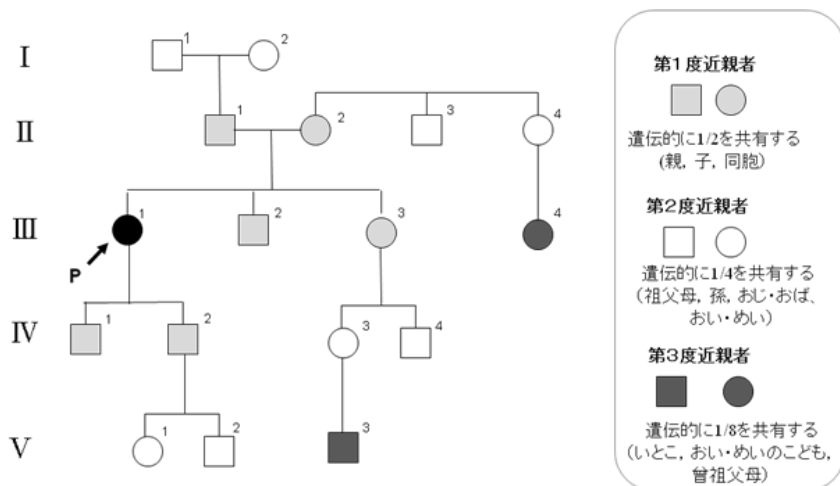 I
1
2
II
1
2
3
4
III
1
2
3
4
P
IV
1
2
3
4
V
1
2
3
第1度近親者
遺伝的に1/2を共有する
(親, 子, 同胞)
第2度近親者
遺伝的に1/4を共有する
(祖父母, 孫, おじ・おば、
おい・めい)
第3度近親者
遺伝的に1/8を共有する
(いとこ, おい・めいのこども,
曾祖父母)